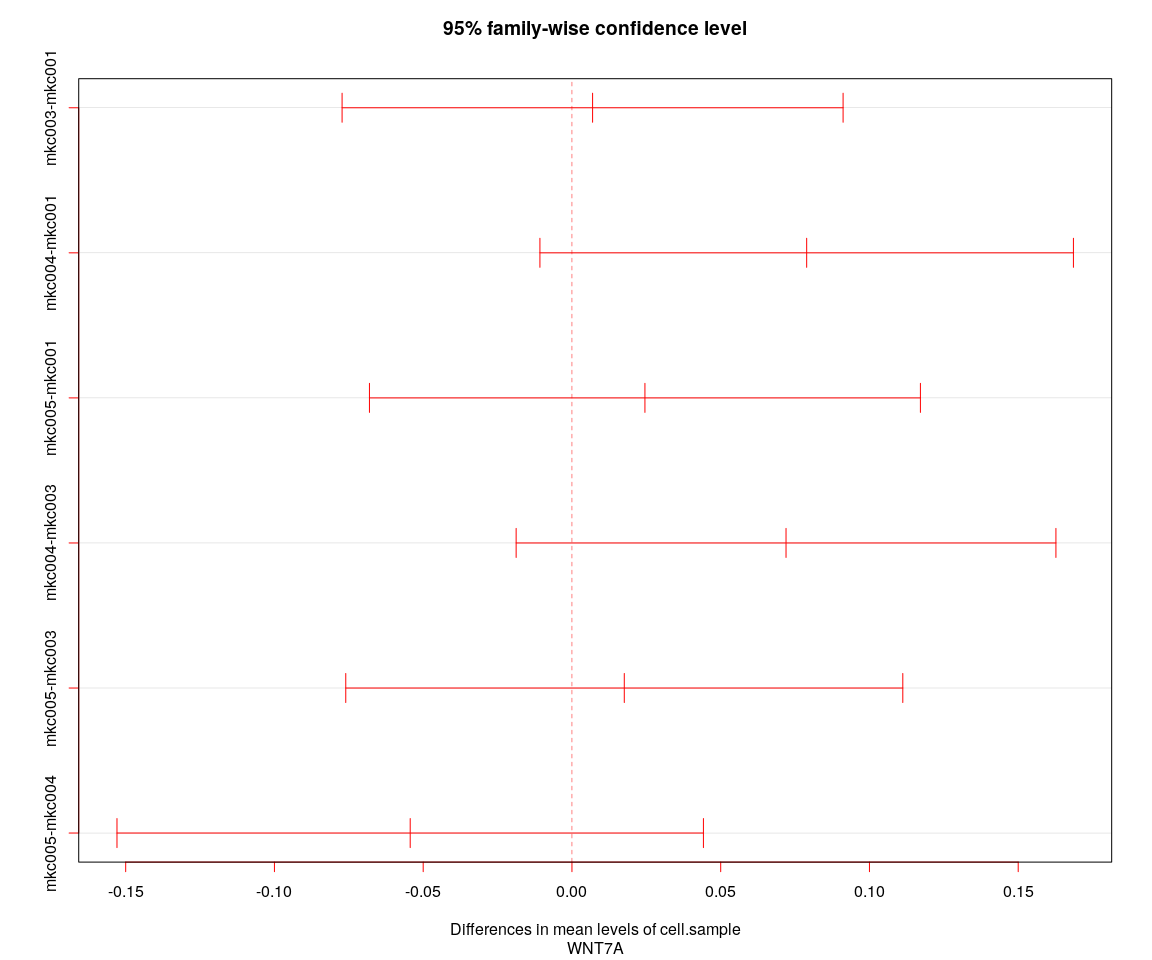 95% family-wise confidence level
mkc003-mkc001
mkc004-mkc001
mkc005-mkc001
mkc004-mkc003
mkc005-mkc003
mkc005-mkc004
-0.15 -0.10 -0.05 0.00 0.05 0.10 0.15
Differences in mean levels of cell.sample
WNT7A